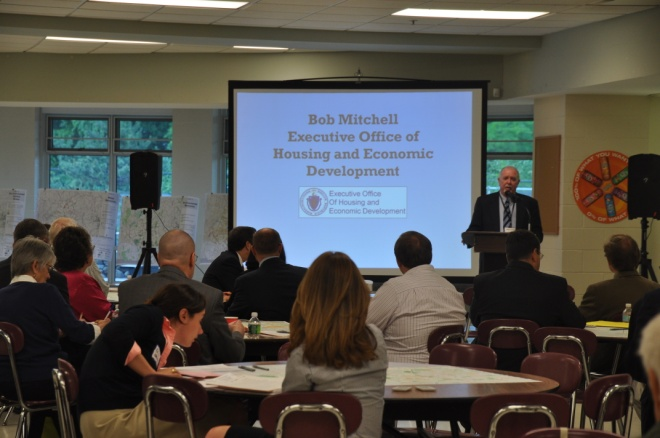 Bob Mitchell
Executive Office of
Housing and Economic
Development
Executive Office
Of Housing and
Economic Development